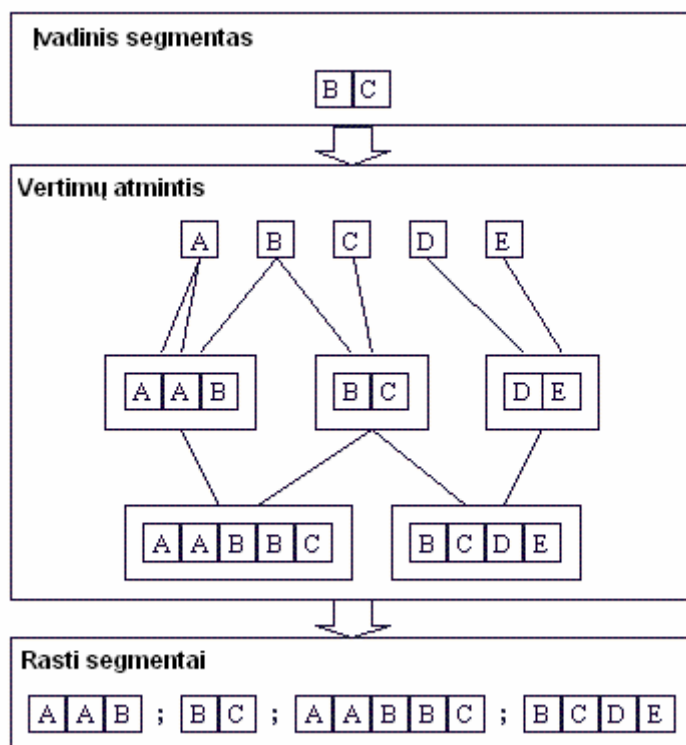 Įvadinis segmentas
B C
Vertimų atmintis
A B C D E
A A B B C D E
A A B B C B C D E
Rasti segmentai
A A B ; B C ; A A B B C ; B C D E